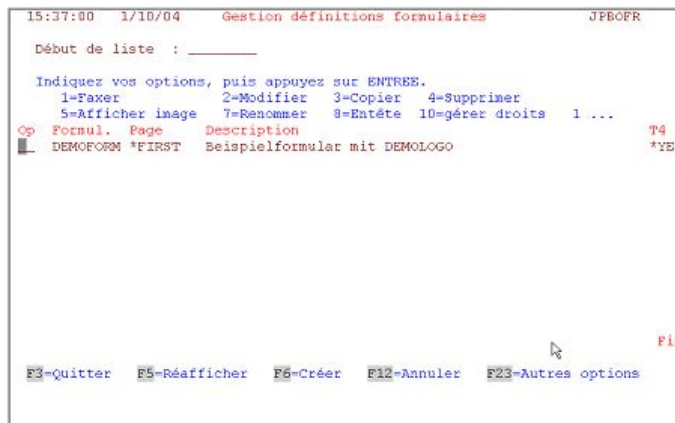 15:37:00 1/10/04 Gestion définitions formulaires JPBOFR
Début de liste : ________
Indiquez vos options, puis appuyez sur ENTREE.
1=Faxer 2=Modifier 3=Copier 4=Supprimer
5=Afficher image 7=Renommer 8=Entête 10=gérer droits 1 ...
Op Formul. Page Description T4
__ DEMOFORM *FIRST Beispielformular mit DEMOLOGO *YE
Fi
F3=Quitter F5=Réafficher F6=Créer F12=Annuler F23=Autres options